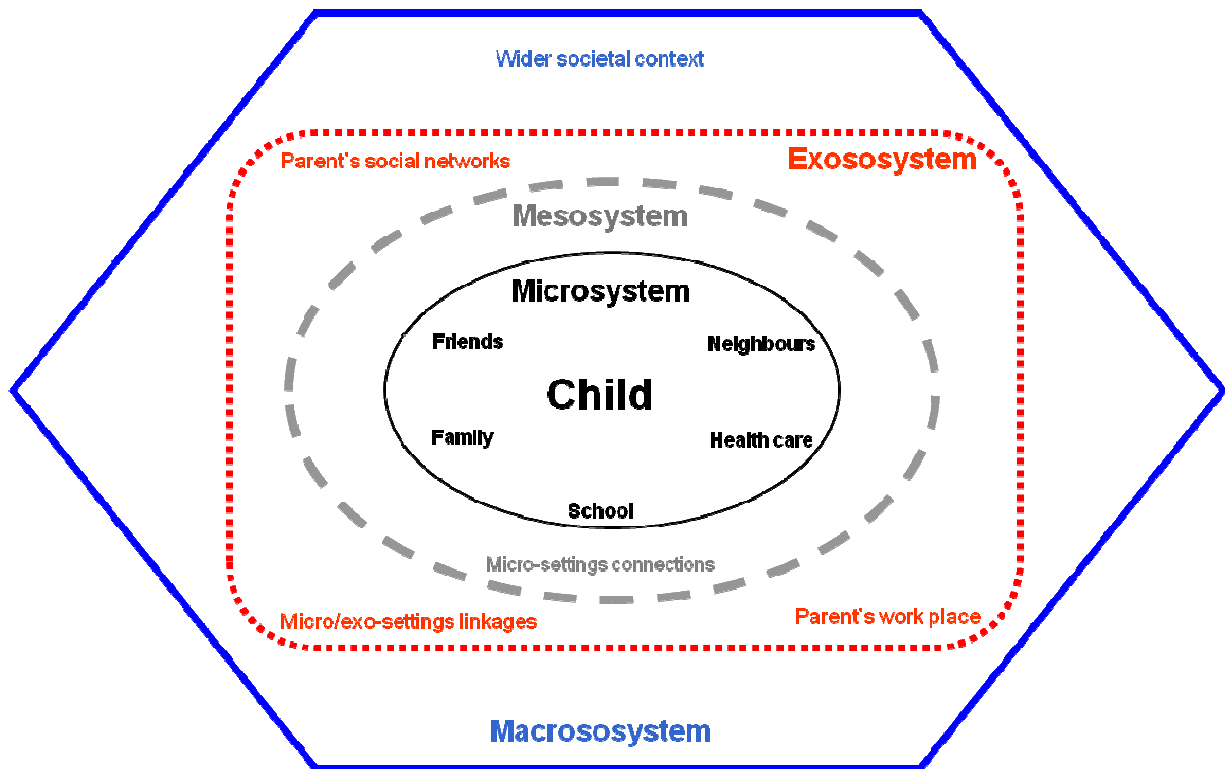 Wider societal context
Parent's social networks
Exososystem
Mesosystem
Microsystem
Friends
Neighbours
Child
Family
Health care
School
Micro-settings connections
Micro/exo-settings linkages
Parent's work place
Macrososystem